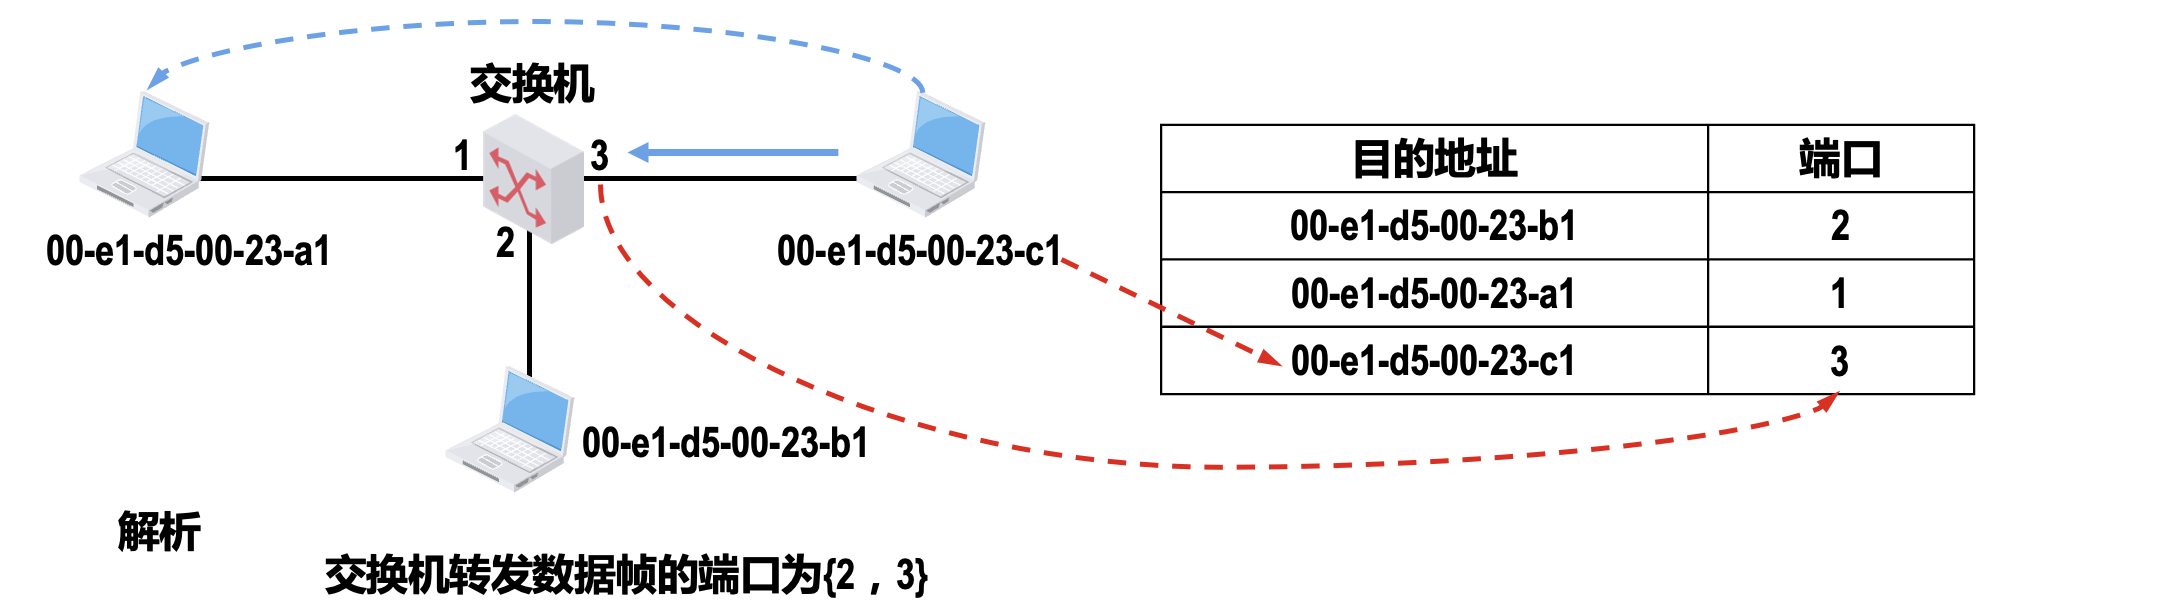 交换机
1
3
2
00-e1-d5-00-23-a1
00-e1-d5-00-23-c1
00-e1-d5-00-23-b1
目的地址 端口
00-e1-d5-00-23-b1 2
00-e1-d5-00-23-a1 1
00-e1-d5-00-23-c1 3
解析
交换机转发数据帧的端口为{2，3}